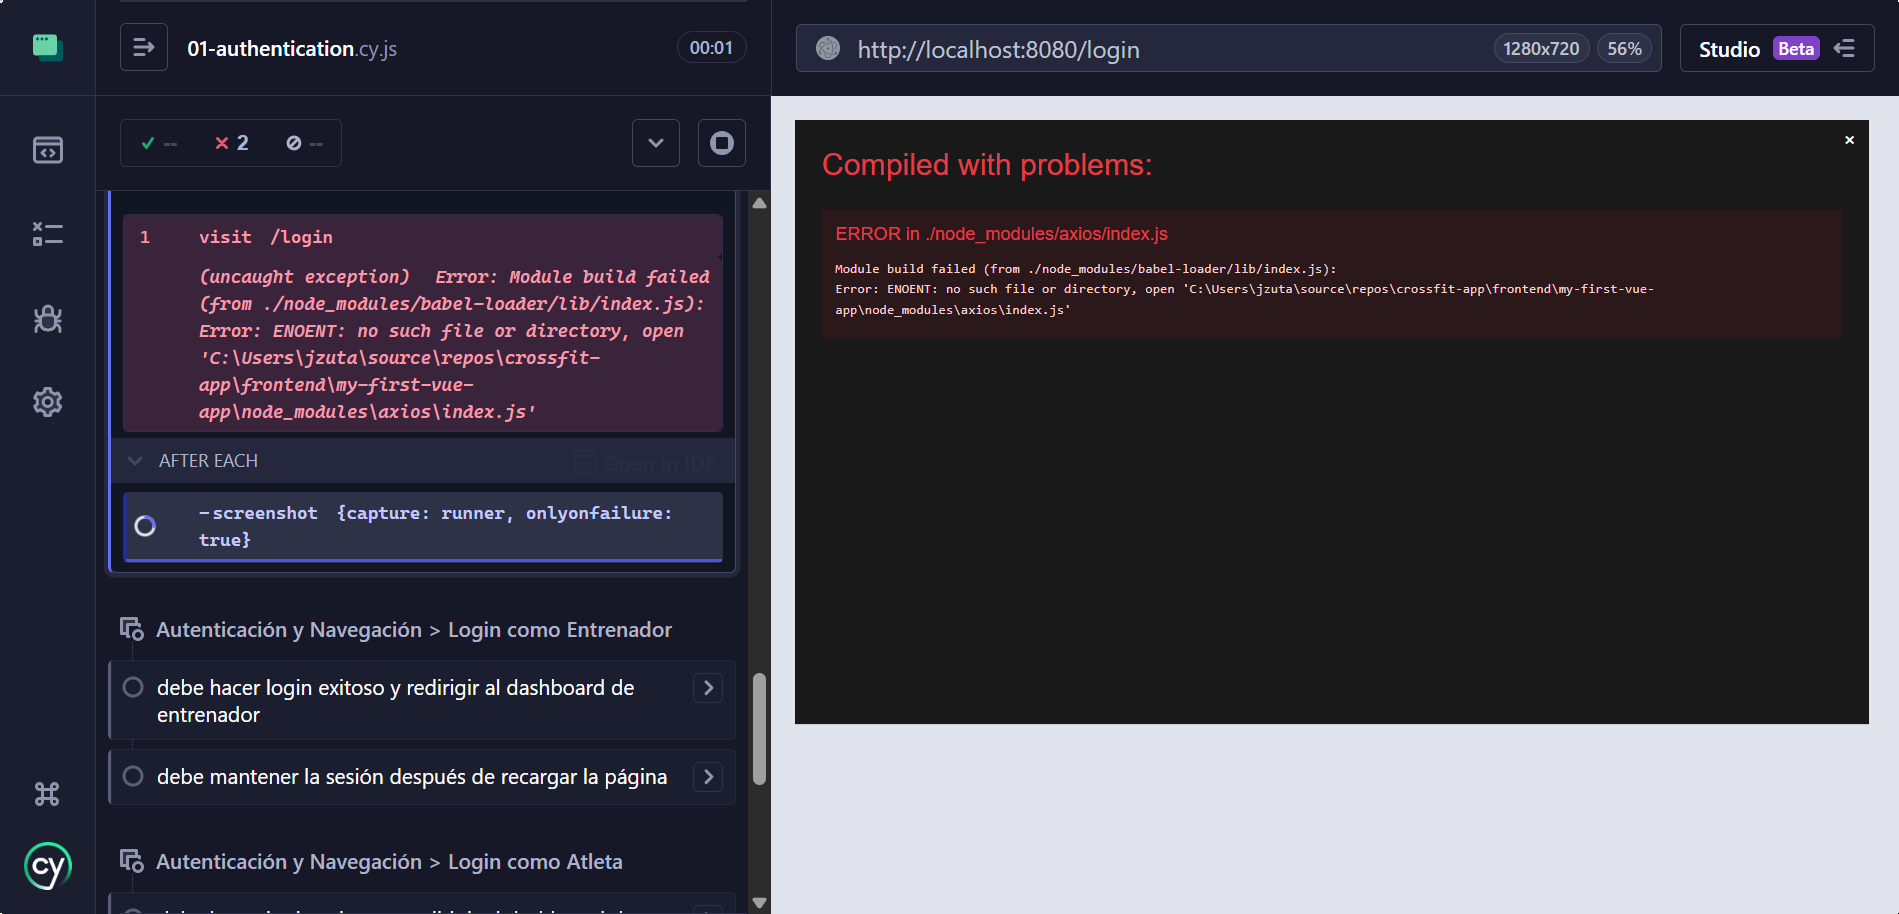 01-authentication.cy.js
00:01
--
2
--
1 visit /login
(uncaught exception) Error: Module build failed
(from ./node_modules/babel-loader/lib/index.js):
Error: ENOENT: no such file or directory, open
'C:\Users\jzuta\source\repos\crossfit-
app\frontend\my-first-vue-
app\node_modules\axios\index.js'
AFTER EACH
Open in IDE
-screenshot {capture: runner, onlyonfailure:
true}
Autenticación y Navegación > Login como Entrenador
debe hacer login exitoso y redirigir al dashboard de
entrenador
debe mantener la sesión después de recargar la página
Autenticación y Navegación > Login como Atleta
cy
http://localhost:8080/login
1280x720
56%
Studio Beta
Compiled with problems:
×
ERROR in ./node_modules/axios/index.js
Module build failed (from ./node_modules/babel-loader/lib/index.js):
Error: ENOENT: no such file or directory, open 'C:\Users\jzuta\source\repos\crossfit-app\frontend\my-first-vue-
app\node_modules\axios\index.js'